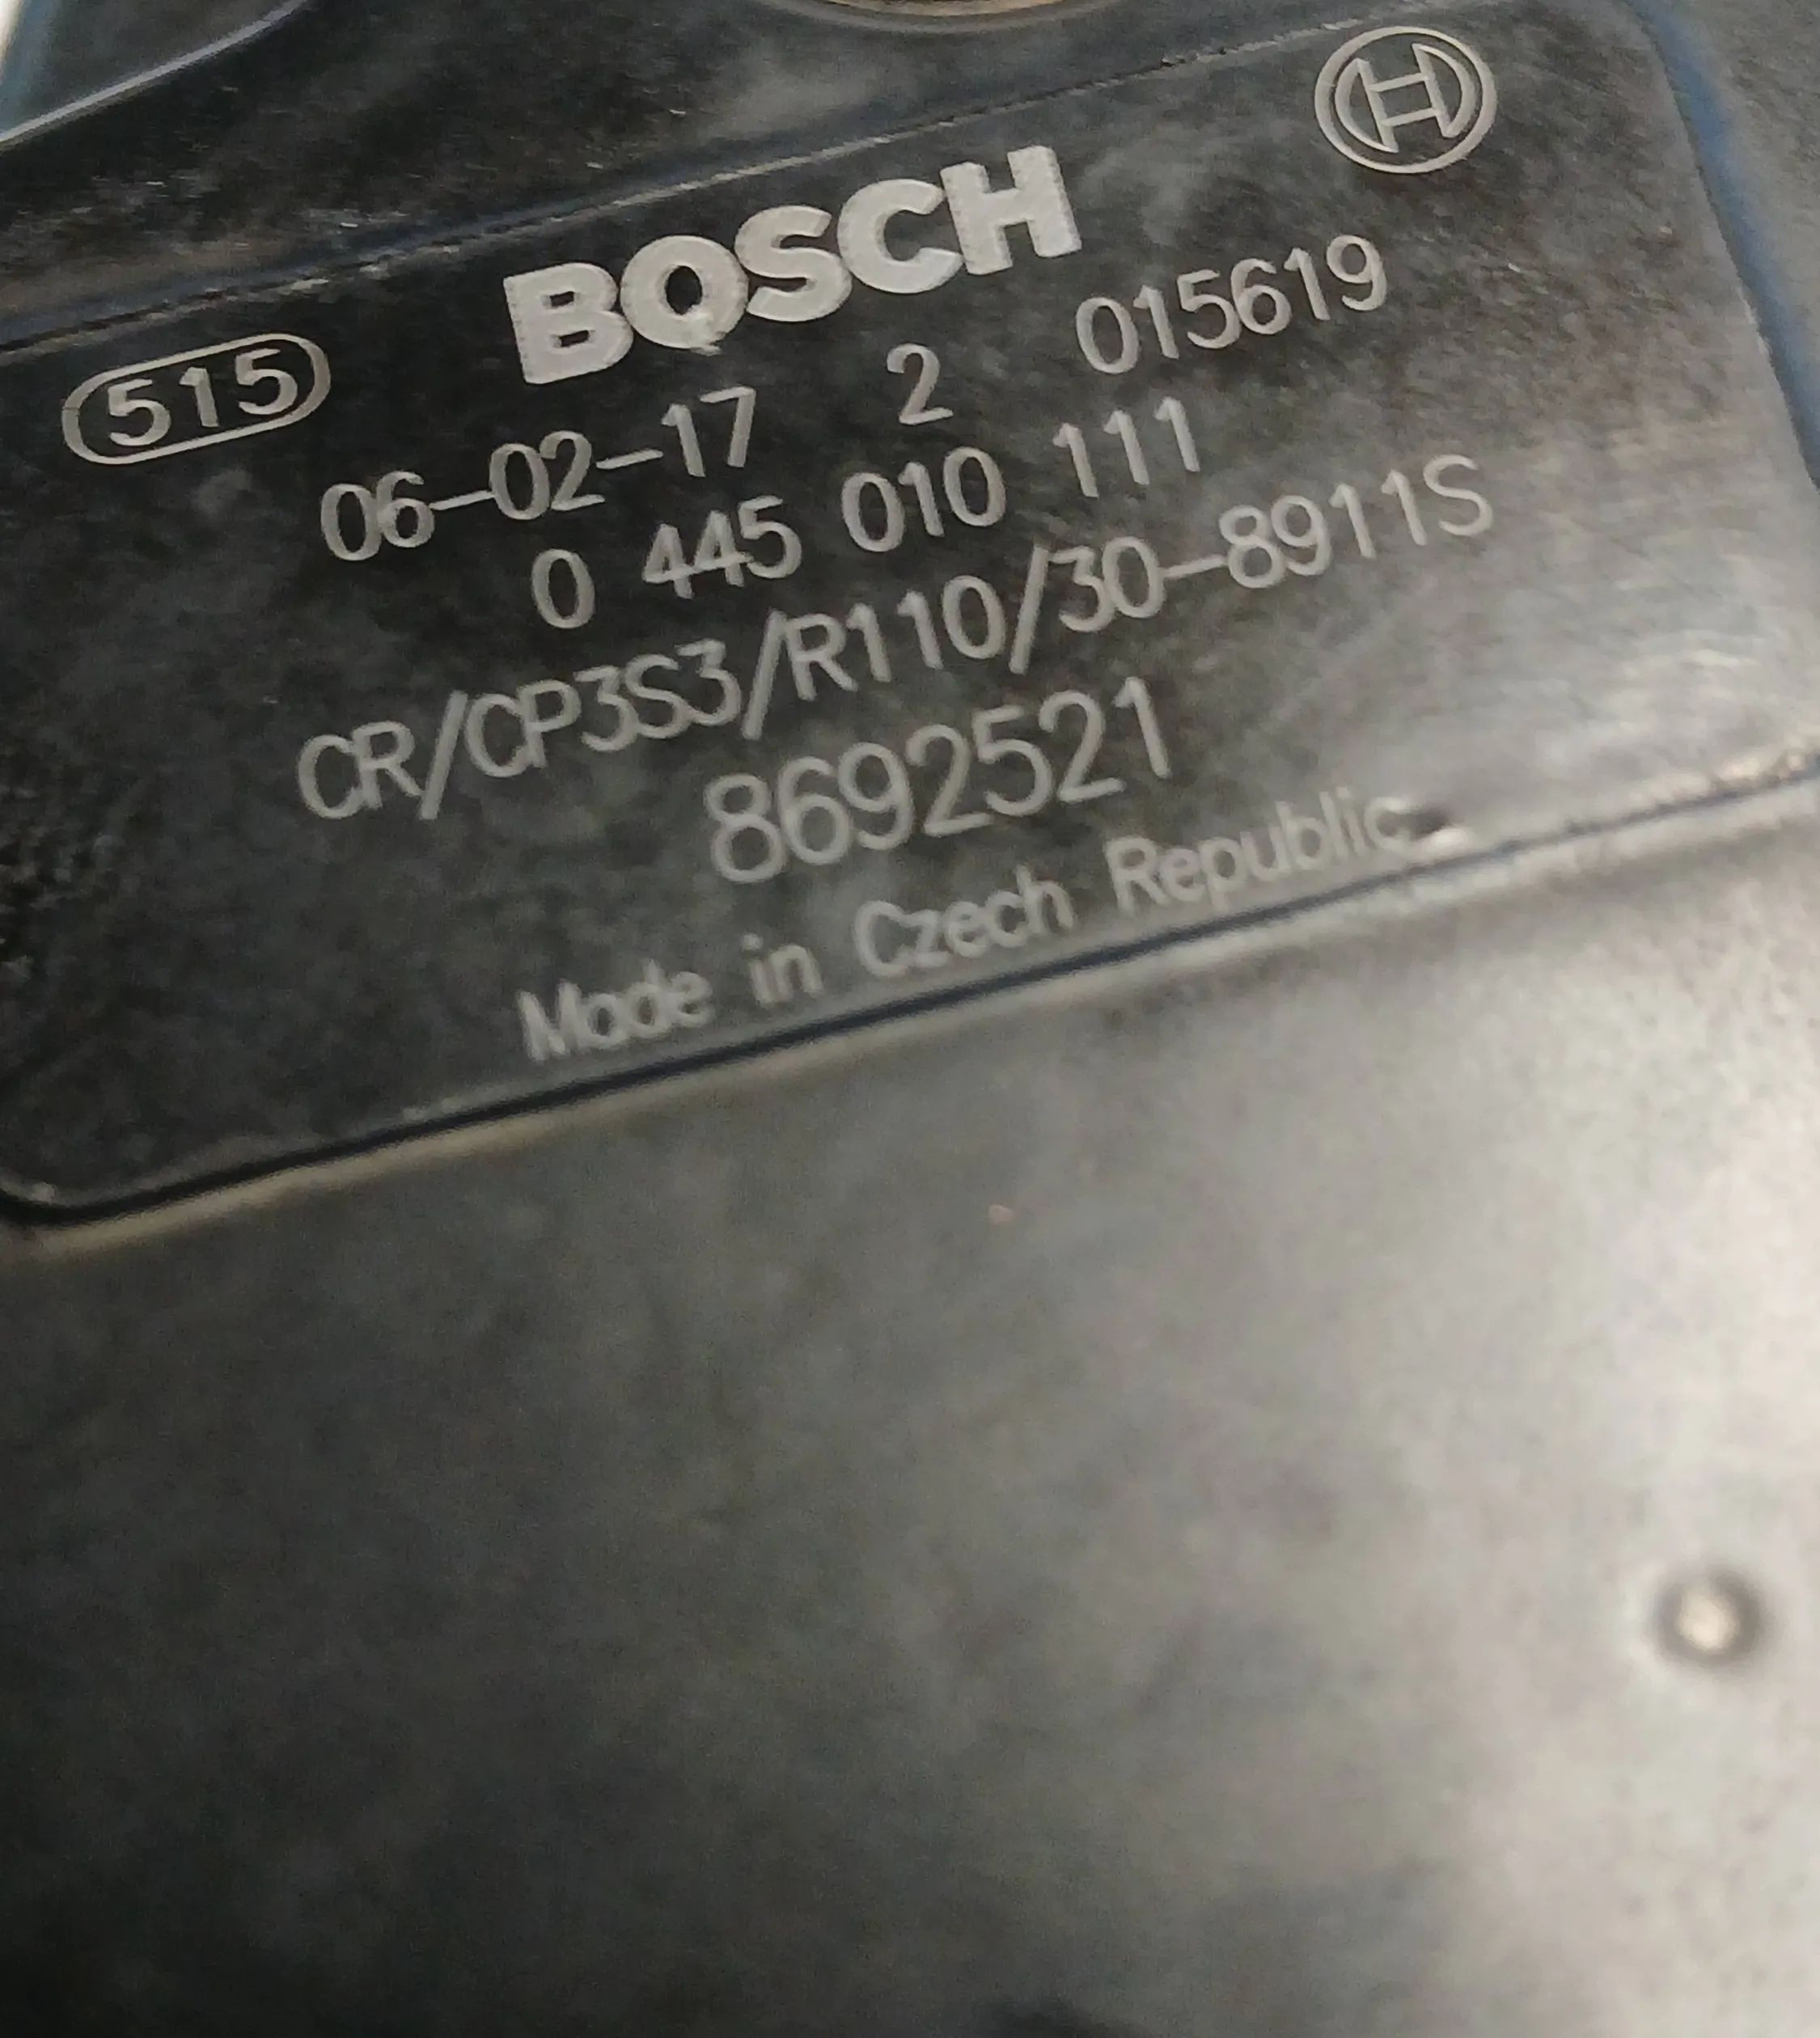 BOSCH
515
06-02-17 2 015619
0 445 010 111
CR/CP3S3/R110/30-8911S
8692521
Made in Czech Republic